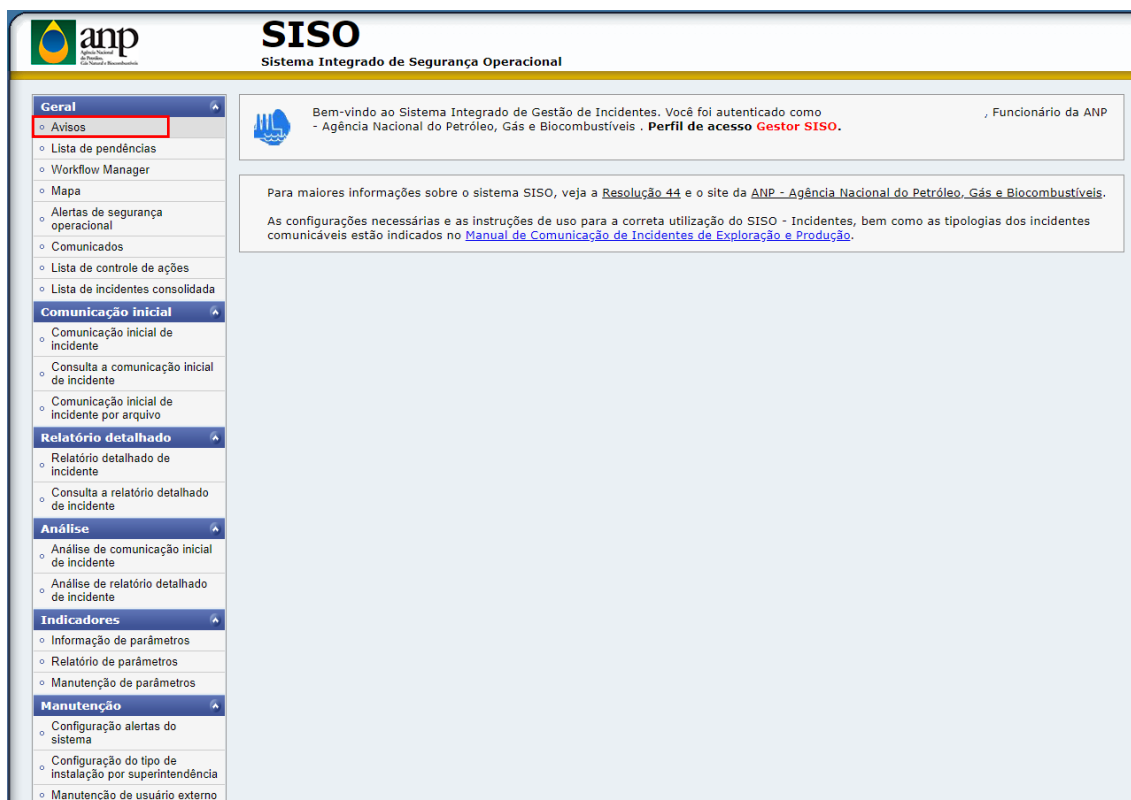 anp
Agência Nacional
do Petróleo,
Gás Natural e Biocombustíveis
SISO
Sistema Integrado de Segurança Operacional
Geral
Avisos
Lista de pendências
Workflow Manager
Mapa
Alertas de segurança
operacional
Comunicados
Lista de controle de ações
Lista de incidentes consolidada
Comunicação inicial
Comunicação inicial de
incidente
Consulta a comunicação inicial
de incidente
Comunicação inicial de
incidente por arquivo
Relatório detalhado
Relatório detalhado de
incidente
Consulta a relatório detalhado
de incidente
Análise
Análise de comunicação inicial
de incidente
Análise de relatório detalhado
de incidente
Indicadores
Informação de parâmetros
Relatório de parâmetros
Manutenção de parâmetros
Manutenção
Configuração alertas do
sistema
Configuração do tipo de
instalação por superintendência
Manutenção de usuário externo
Bem-vindo ao Sistema Integrado de Gestão de Incidentes. Você foi autenticado como , Funcionário da ANP
- Agência Nacional do Petróleo, Gás e Biocombustíveis . Perfil de acesso Gestor SISO.
Para maiores informações sobre o sistema SISO, veja a Resolução 44 e o site da ANP - Agência Nacional do Petróleo, Gás e Biocombustíveis.
As configurações necessárias e as instruções de uso para a correta utilização do SISO - Incidentes, bem como as tipologias dos incidentes
comunicáveis estão indicados no Manual de Comunicação de Incidentes de Exploração e Produção.